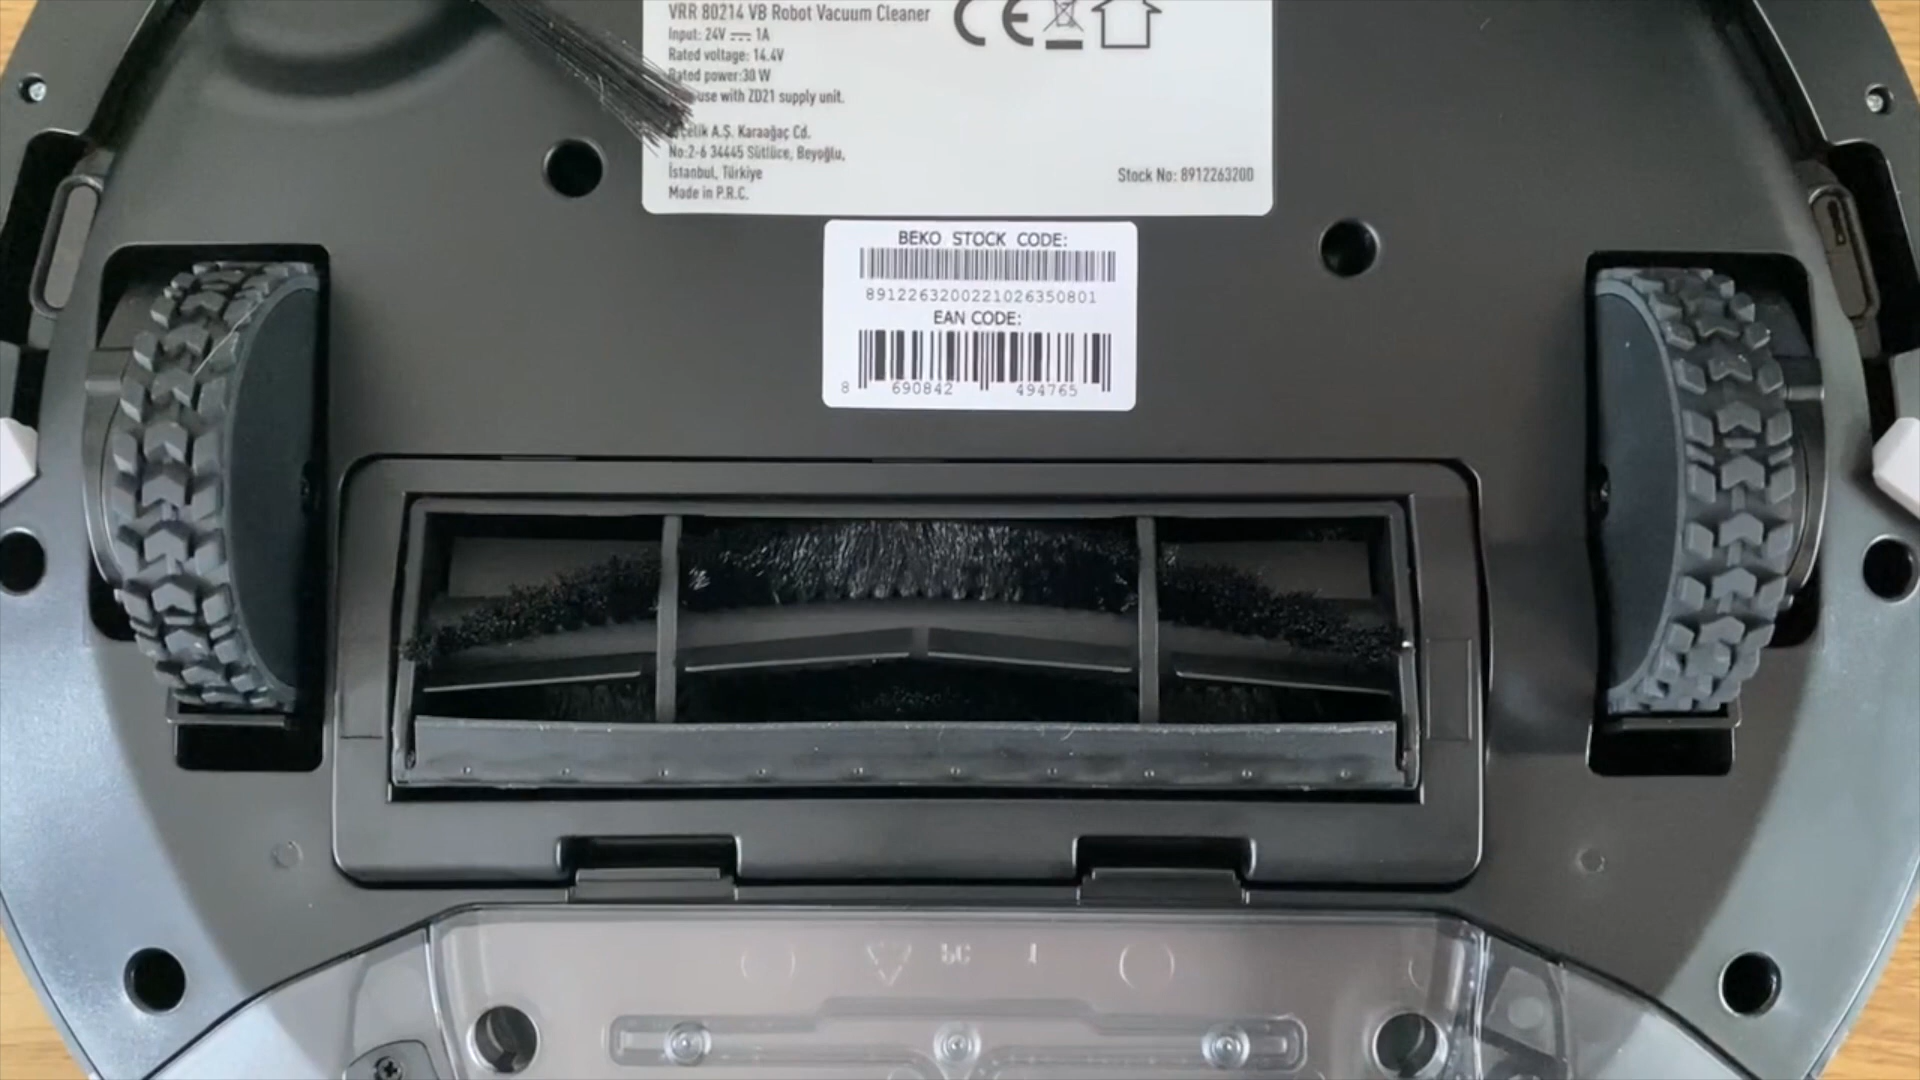 VRR 80214 VB Robot Vacuum Cleaner
Input: 24V ⎓ 1A
Rated voltage: 14.4V
Rated power:30 W
use with ZD21 supply unit.
A.Ş. Karaağaç Cd.
No:2-6 34445 Sütlüce, Beyoğlu,
İstanbul, Türkiye
Made in P.R.C.
Stock No: 8912263200
CE
BEKO STOCK CODE:
8912263200221026350801
EAN CODE:
8 690842 494765